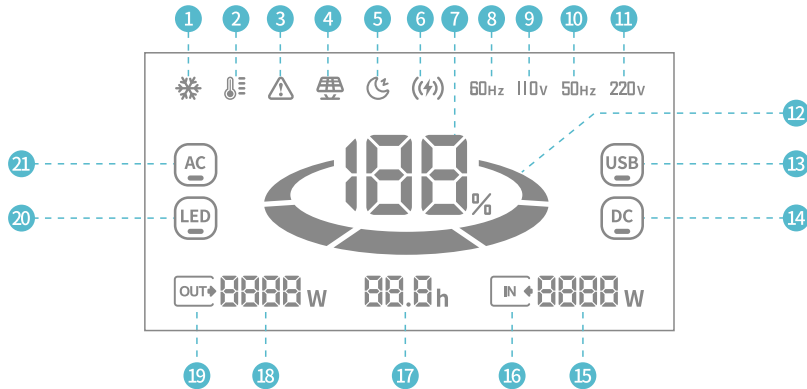 1 2 3 4 5 6 7 8 9 10 11
60Hz 110V 50Hz 220V
12
21 AC 188% USB 13
20 LED DC 14
OUT 8888 W 88.8h IN 8888 W
19 18 17 16 15